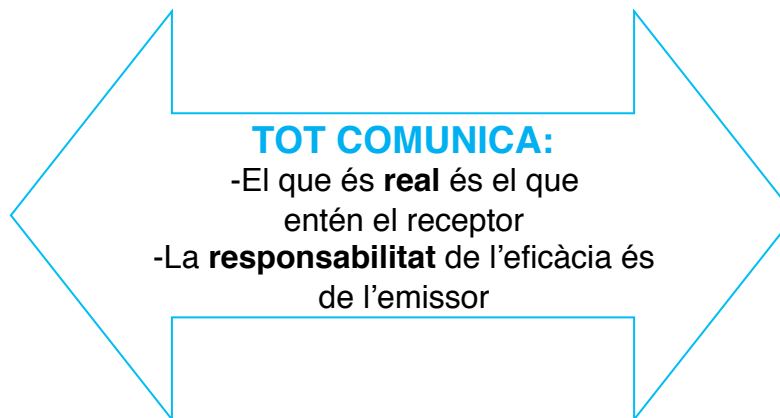 TOT COMUNICA:
-El que és real és el que
entén el receptor
-La responsabilitat de l’eficàcia és
de l’emissor